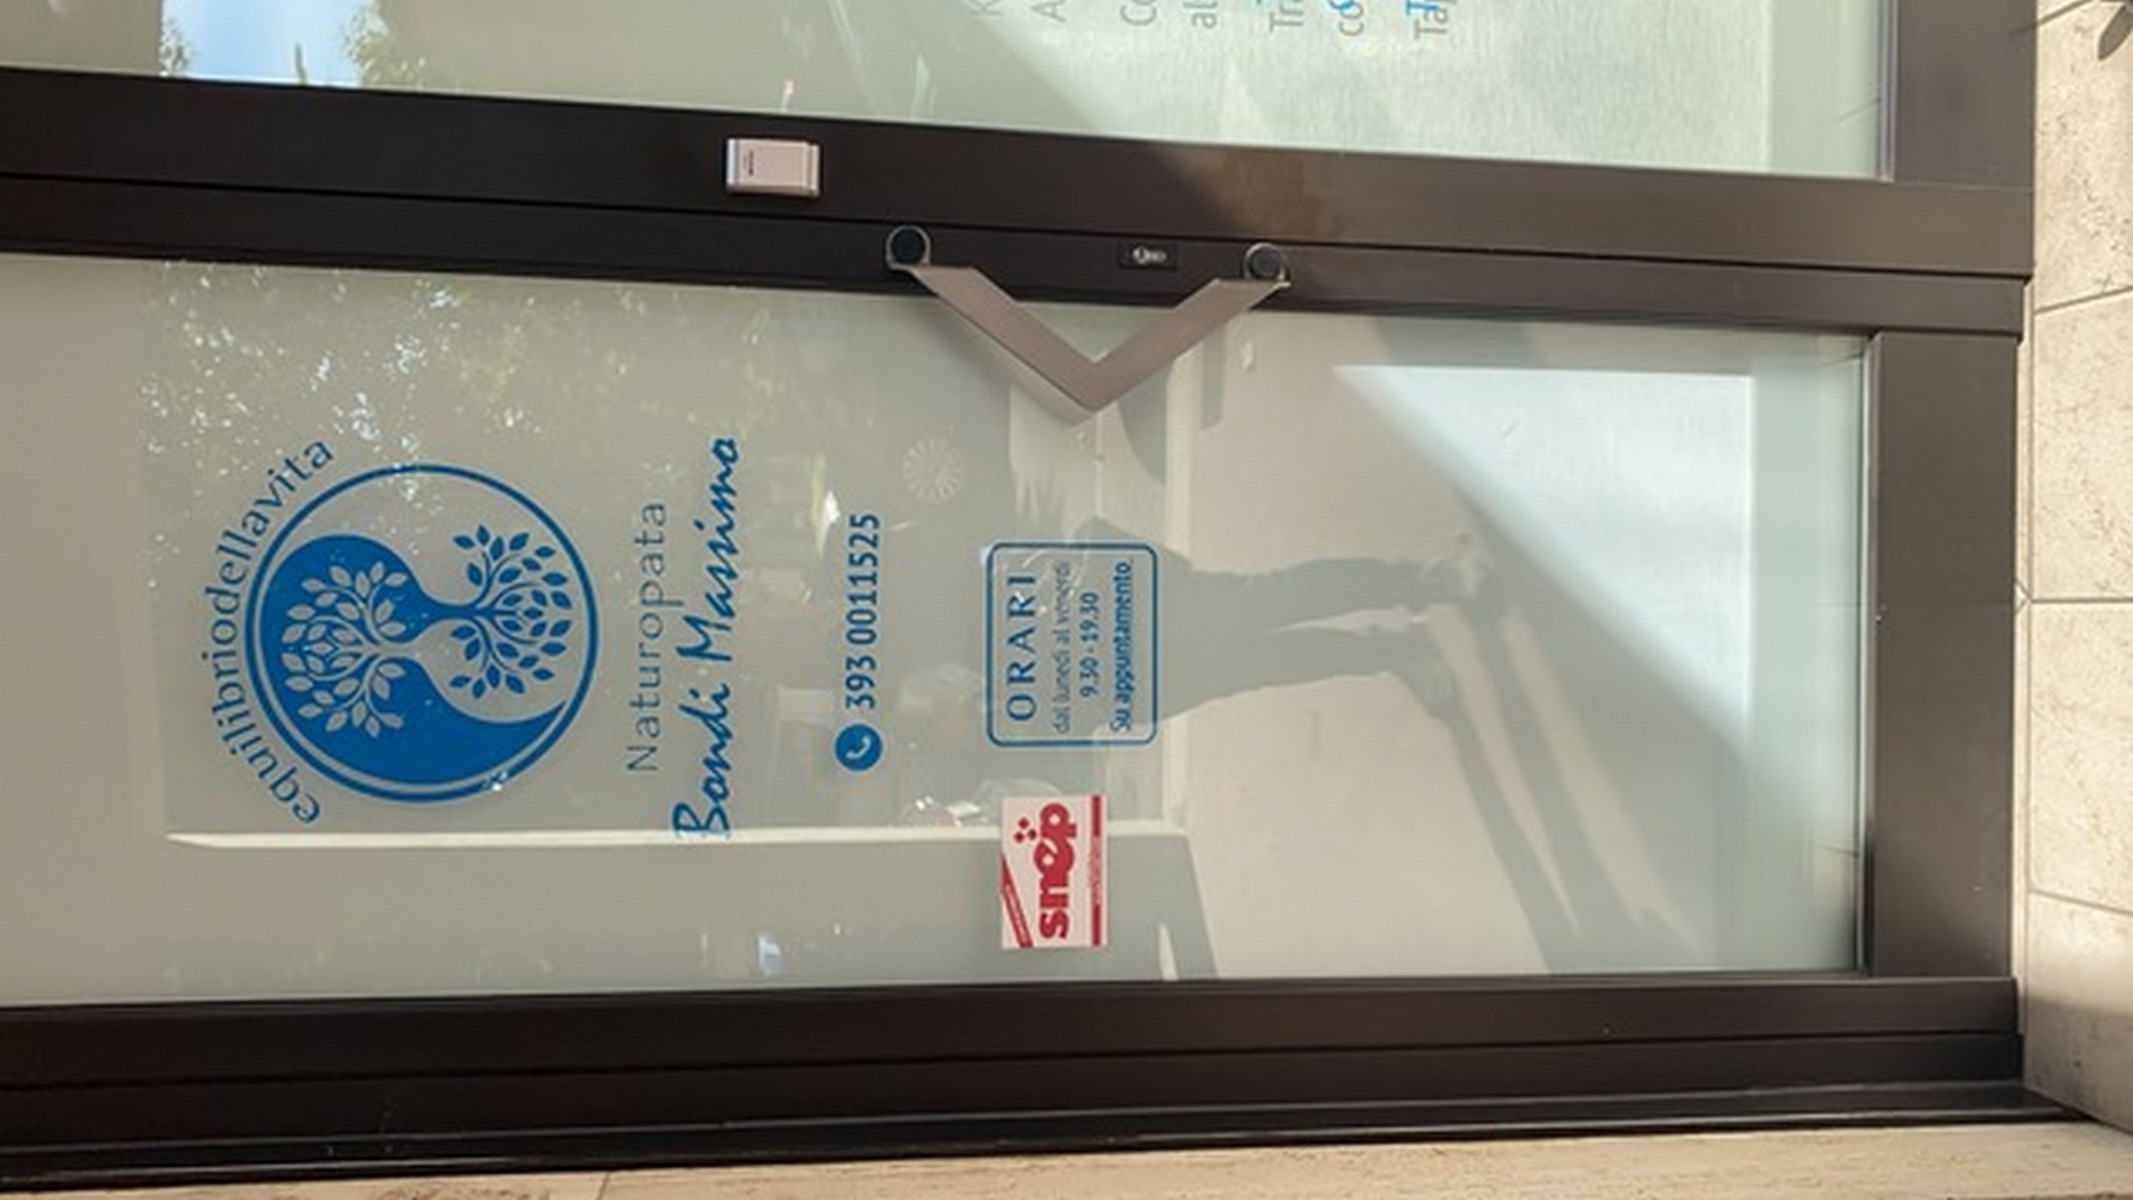 equilibriodellavita
Naturopata
Bondi Massimo
393 0011525
ORARI
dal lunedì al venerdì
9.30 - 19.30
Su appuntamento
snep